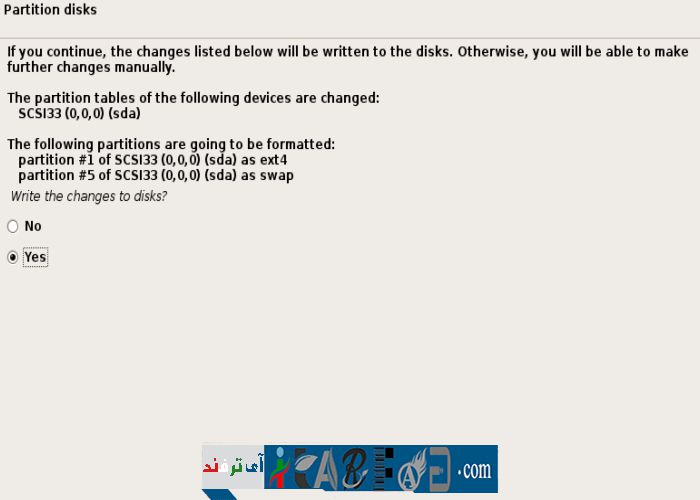 Partition disks
If you continue, the changes listed below will be written to the disks. Otherwise, you will be able to make
further changes manually.
The partition tables of the following devices are changed:
SCSI33 (0,0,0) (sda)
The following partitions are going to be formatted:
partition #1 of SCSI33 (0,0,0) (sda) as ext4
partition #5 of SCSI33 (0,0,0) (sda) as swap
Write the changes to disks?
No
Yes
آی ترفند
.com